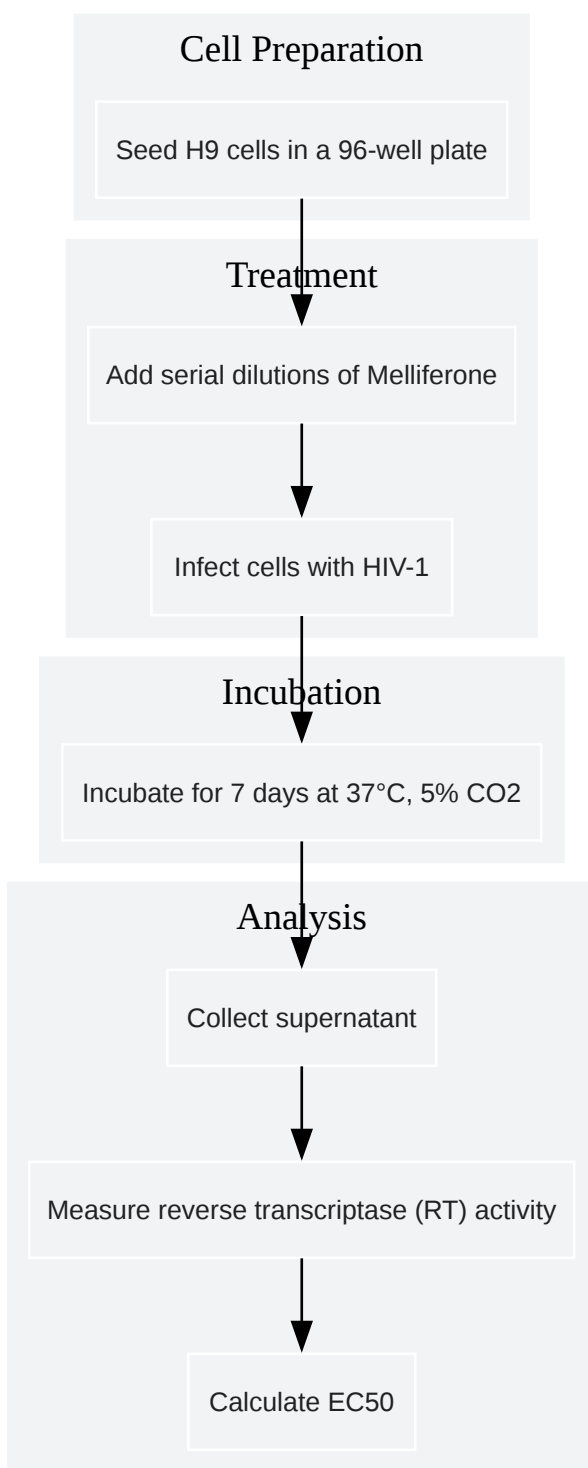 Cell Preparation
Seed H9 cells in a 96-well plate
Treatment
Add serial dilutions of Melliferone
Infect cells with HIV-1
Incubation
Incubate for 7 days at 37°C, 5% CO2
Analysis
Collect supernatant
Measure reverse transcriptase (RT) activity
Calculate EC50